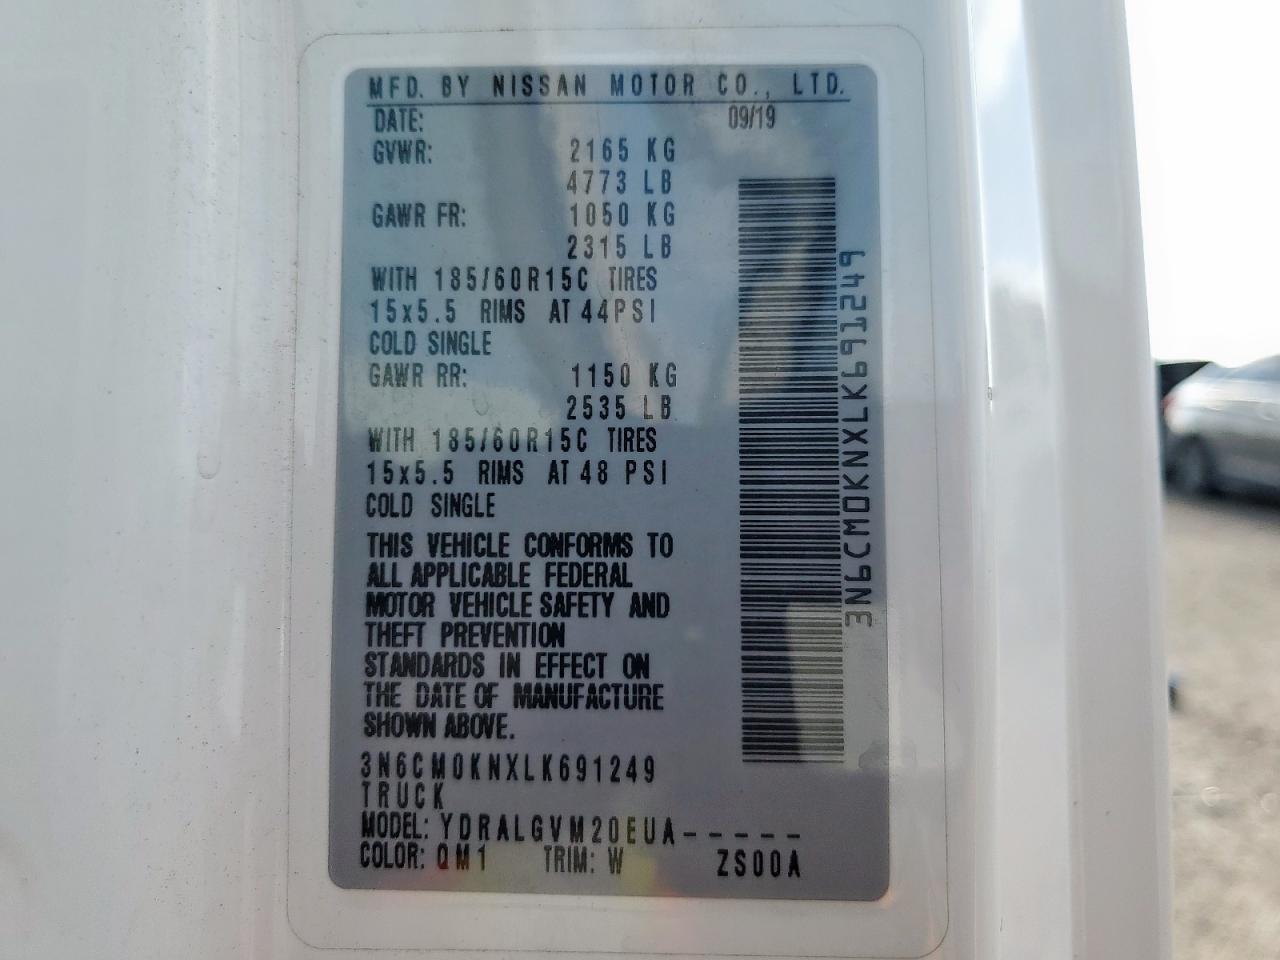 MFD. BY NISSAN MOTOR CO., LTD.
DATE: 09/19
GVWR: 2165 KG
4773 LB
GAWR FR: 1050 KG
2315 LB
WITH 185/60R15C TIRES
15x5.5 RIMS AT 44PSI
COLD SINGLE
GAWR RR: 1150 KG
2535 LB
WITH 185/60R15C TIRES
15x5.5 RIMS AT 48 PSI
COLD SINGLE
THIS VEHICLE CONFORMS TO
ALL APPLICABLE FEDERAL
MOTOR VEHICLE SAFETY AND
THEFT PREVENTION
STANDARDS IN EFFECT ON
THE DATE OF MANUFACTURE
SHOWN ABOVE.
3N6CM0KNXLK691249
TRUCK
MODEL: YDRALGVM20EUA-----
COLOR: QM1 TRIM: W ZS00A
3N6CM0KNXLK691249